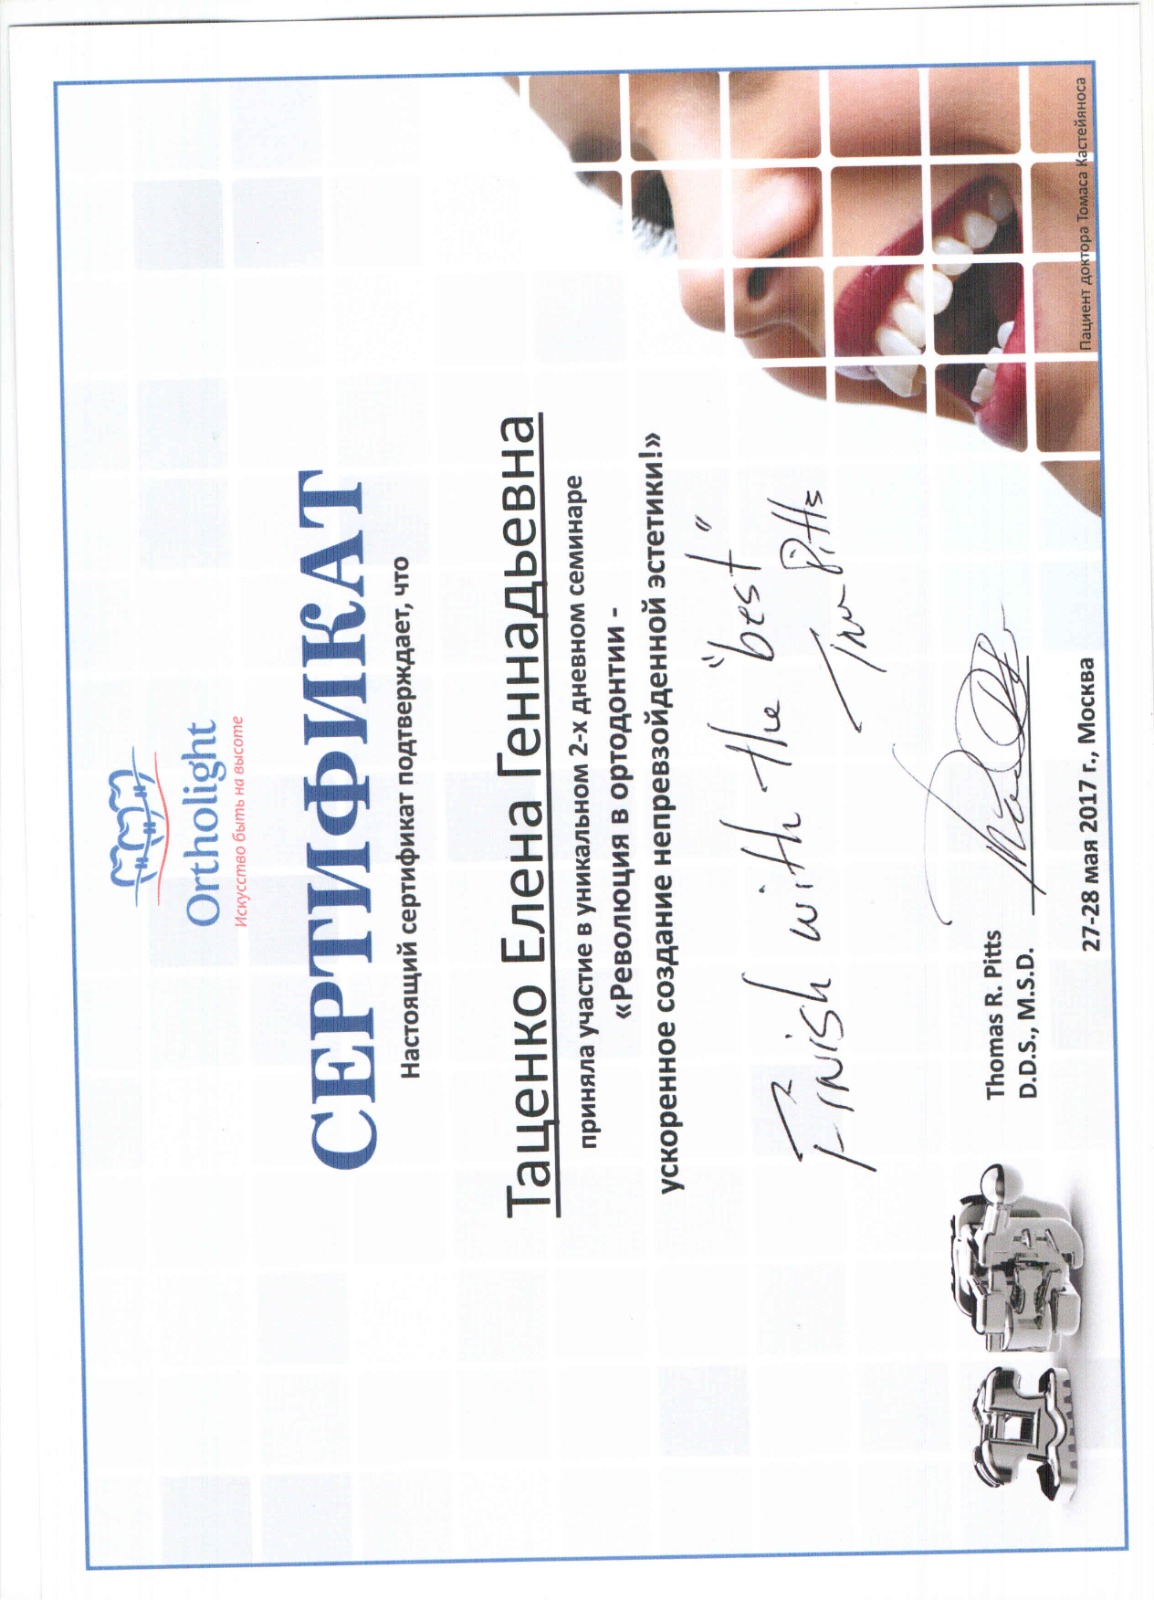 Ortholight
Искусство быть на высоте
СЕРТИФИКАТ
Настоящий сертификат подтверждает, что
Таценко Елена Геннадьевна
приняла участие в уникальном 2-х дневном семинаре
«Революция в ортодонтии -
ускоренное создание непревзойденной эстетики!»
Finish with the "best"
Pitts
Thomas R. Pitts
D.D.S., M.S.D.
27-28 мая 2017 г., Москва
Пациент доктора Томаса Кастейяноса